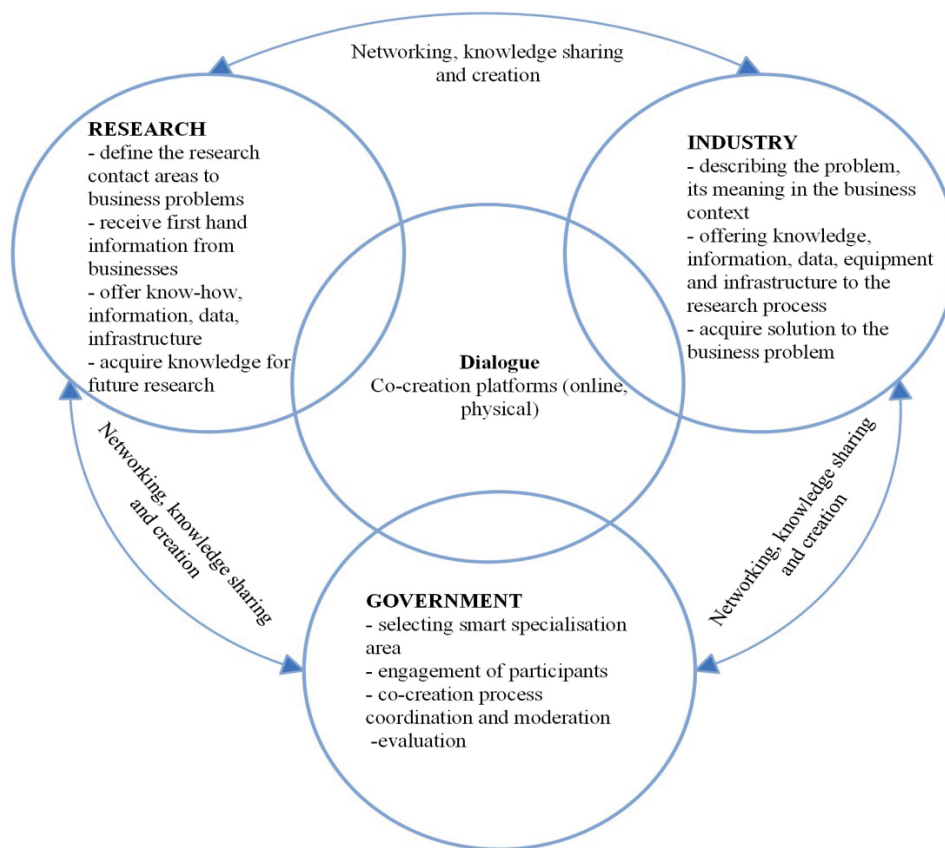 Networking, knowledge sharing
and creation
RESEARCH
- define the research
contact areas to
business problems
- receive first hand
information from
businesses
- offer know-how,
information, data,
infrastructure
- acquire knowledge for
future research
INDUSTRY
- describing the problem,
its meaning in the business
context
- offering knowledge,
information, data, equipment
and infrastructure to the
research process
- acquire solution to the
business problem
Dialogue
Co-creation platforms (online,
physical)
Networking, knowledge sharing
and creation
Networking, knowledge sharing
and creation
GOVERNMENT
- selecting smart specialisation
area
- engagement of participants
- co-creation process
coordination and moderation
-evaluation